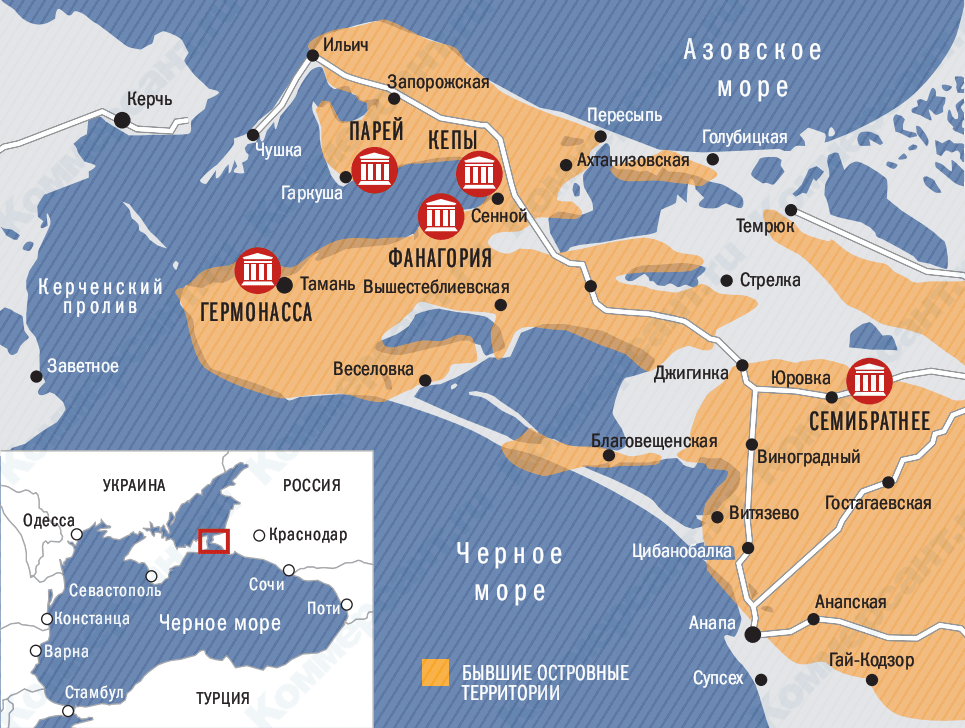 Азовское
море
Ильич
Запорожская
Керчь
Пересыпь
Голубицкая
ПАРЕЙ
КЕПЫ
Чушка
Ахтанизовская
Гаркуша
Сенной
Темрюк
ФАНАГОРИЯ
Керченский
пролив
Тамань
Вышестеблиевская
Стрелка
ГЕРМОНАССА
Заветное
Веселовка
Джигинка
Юровка
СЕМИБРАТНЕЕ
Благовещенская
Виноградный
Гостагаевская
Витязево
Цибанобалка
Черное
море
Анапа
Анапская
Гай-Кодзор
Супсех
БЫВШИЕ ОСТРОВНЫЕ
ТЕРРИТОРИИ
УКРАИНА
РОССИЯ
Одесса
Краснодар
Севастополь
Сочи
Констанца
Поти
Черное море
Варна
Стамбул
ТУРЦИЯ